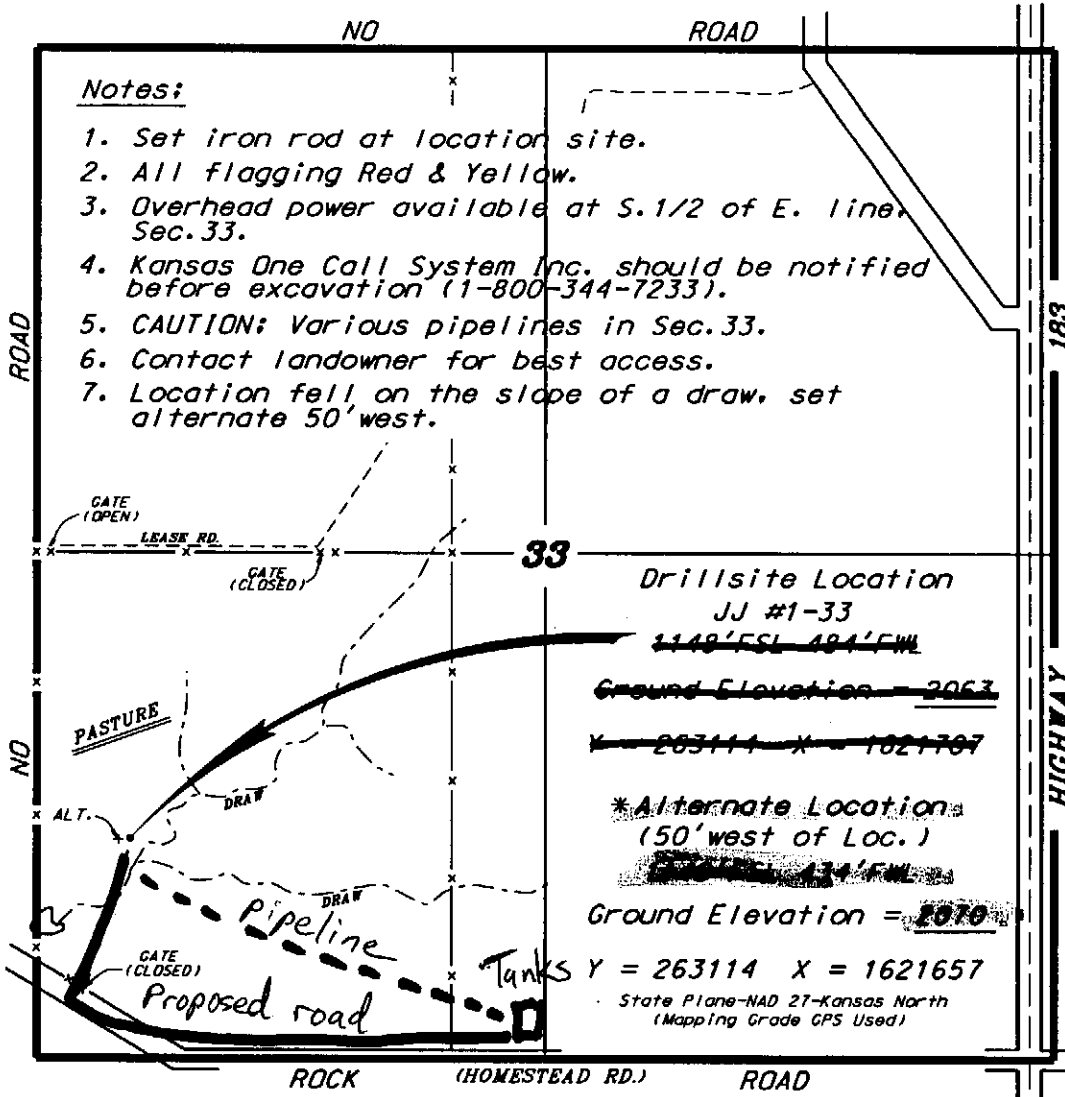 NO ROAD
Notes:
1. Set iron rod at location site.
2. All flagging Red & Yellow.
3. Overhead power available at S.1/2 of E. line,
Sec.33.
4. Kansas One Call System Inc. should be notified
before excavation (1-800-344-7233).
5. CAUTION: Various pipelines in Sec.33.
6. Contact landowner for best access.
7. Location fell on the slope of a draw, set
alternate 50'west.
ROAD
NO
183
HIGHWAY
GATE
(OPEN)
LEASE RD.
GATE
(CLOSED)
33
Drillsite Location
JJ #1-33
1148'FSL 484'FWL
Ground Elevation = 2063
Y = 263114 X = 1621707
PASTURE
ALT.
DRAW
*Alternate Location
(50'west of Loc.)
FSL 434'FWL
Ground Elevation = 2070
DRAW
Pipeline
GATE
(CLOSED)
Tanks
Y = 263114 X = 1621657
State Plane-NAD 27-Kansas North
(Mapping Grade GPS Used)
Proposed road
ROCK (HOMESTEAD RD.) ROAD